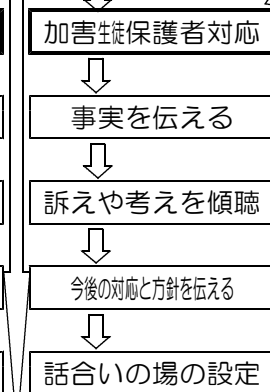 加害生徒保護者対応
事実を伝える
訴えや考えを傾聴
今後の対応と方針を伝える
話合いの場の設定